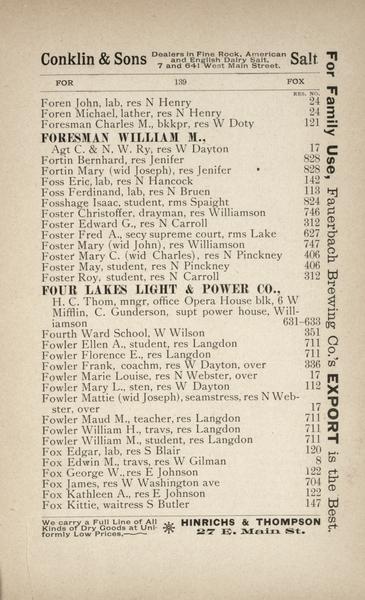 Conklin & Sons Dealers in Fine Rock, American and English Dairy Salt. 7 and 641 West Main Street. Salt
FOR 139 FOX
RES. NO.
Foren John, lab, res N Henry 24
Foren Michael, lather, res N Henry 24
Foresman Charles M., bkkpr, res W Doty 121
FORESMAN WILLIAM M.,
Agt C. & N. W. Ry, res W Dayton 17
Fortin Bernhard, res Jenifer 828
Fortin Mary (wid Joseph), res Jenifer 828
Foss Eric, lab, res N Hancock 142
Foss Ferdinand, lab, res N Bruen 113
Fosshage Isaac, student, rms Spaight 824
Foster Christoffer, drayman, res Williamson 746
Foster Edward G., res N Carroll 312
Foster Fred A., secy supreme court, rms Lake 627
Foster Mary (wid John), res Williamson 747
Foster Mary C. (wid Charles), res N Pinckney 406
Foster May, student, res N Pinckney 406
Foster Roy, student, res N Carroll 312
FOUR LAKES LIGHT & POWER CO.,
H. C. Thom, mngr, office Opera House blk, 6 W
Mifflin, C. Gunderson, supt power house, Will-
iamson 631-633
Fourth Ward School, W Wilson 351
Fowler Ellen A., student, res Langdon 711
Fowler Florence E., res Langdon 711
Fowler Frank, coachm, res W Dayton, over 336
Fowler Marie Louise, res N Webster, over 17
Fowler Mary L., sten, res W Dayton 112
Fowler Mattie (wid Joseph), seamstress, res N Web-
ster, over 17
Fowler Maud M., teacher, res Langdon 711
Fowler William H., travs, res Langdon 711
Fowler William M., student, res Langdon 711
Fox Edgar, lab, res S Blair 120
Fox Edwin M., travs, res W Gilman 8
Fox George W., res E Johnson 122
Fox James, res W Washington ave 704
Fox Kathleen A., res E Johnson 122
Fox Kittie, waitress S Butler 147
We carry a Full Line of All Kinds of Dry Goods at Uniformly Low Prices, HINRICHS & THOMPSON
27 E. Main St.
For Family Use, Fauerbach Brewing Co.'s EXPORT is the Best.